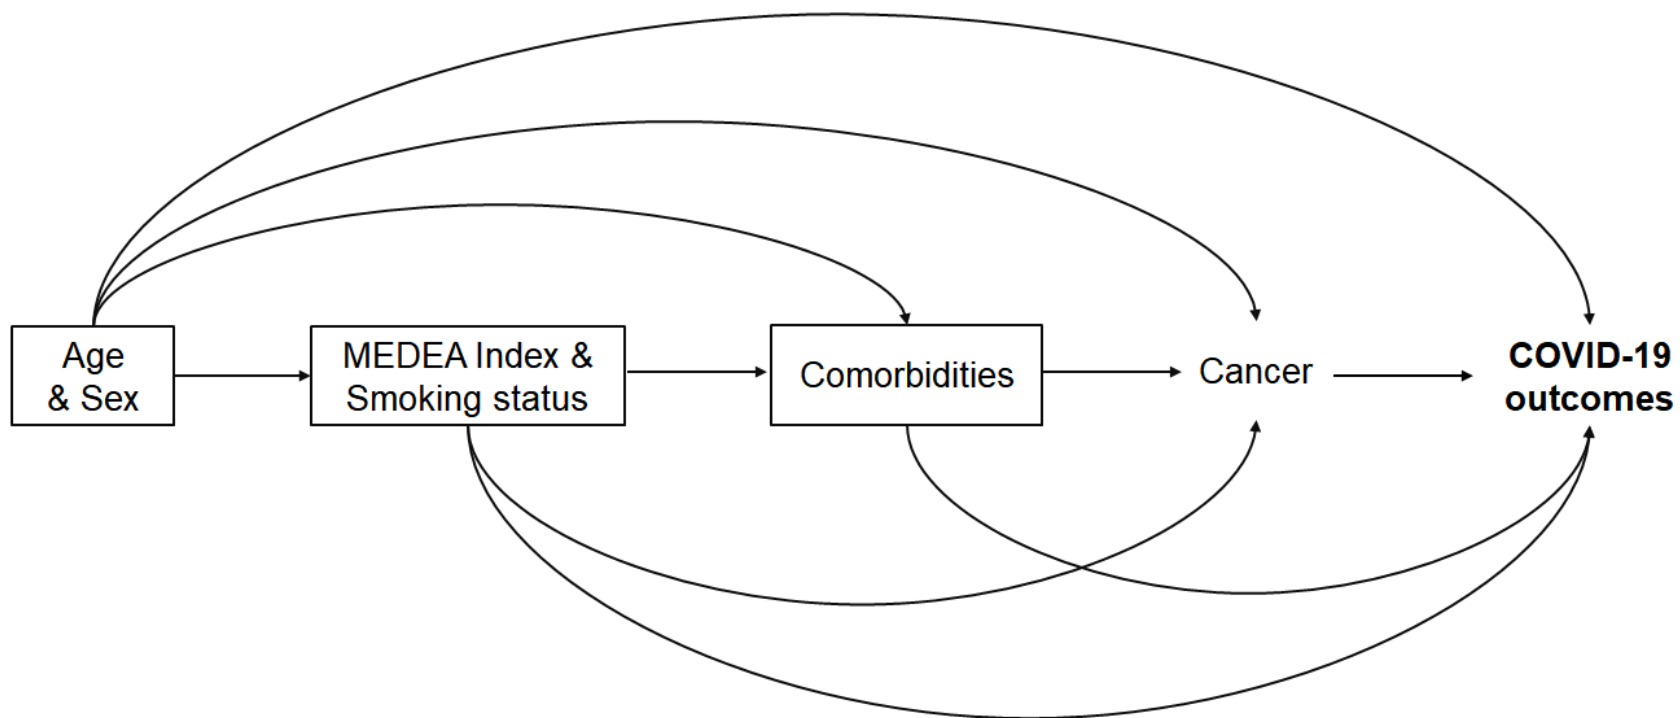 Age
& Sex
MEDEA Index &
Smoking status
Comorbidities
Cancer
COVID-19
outcomes